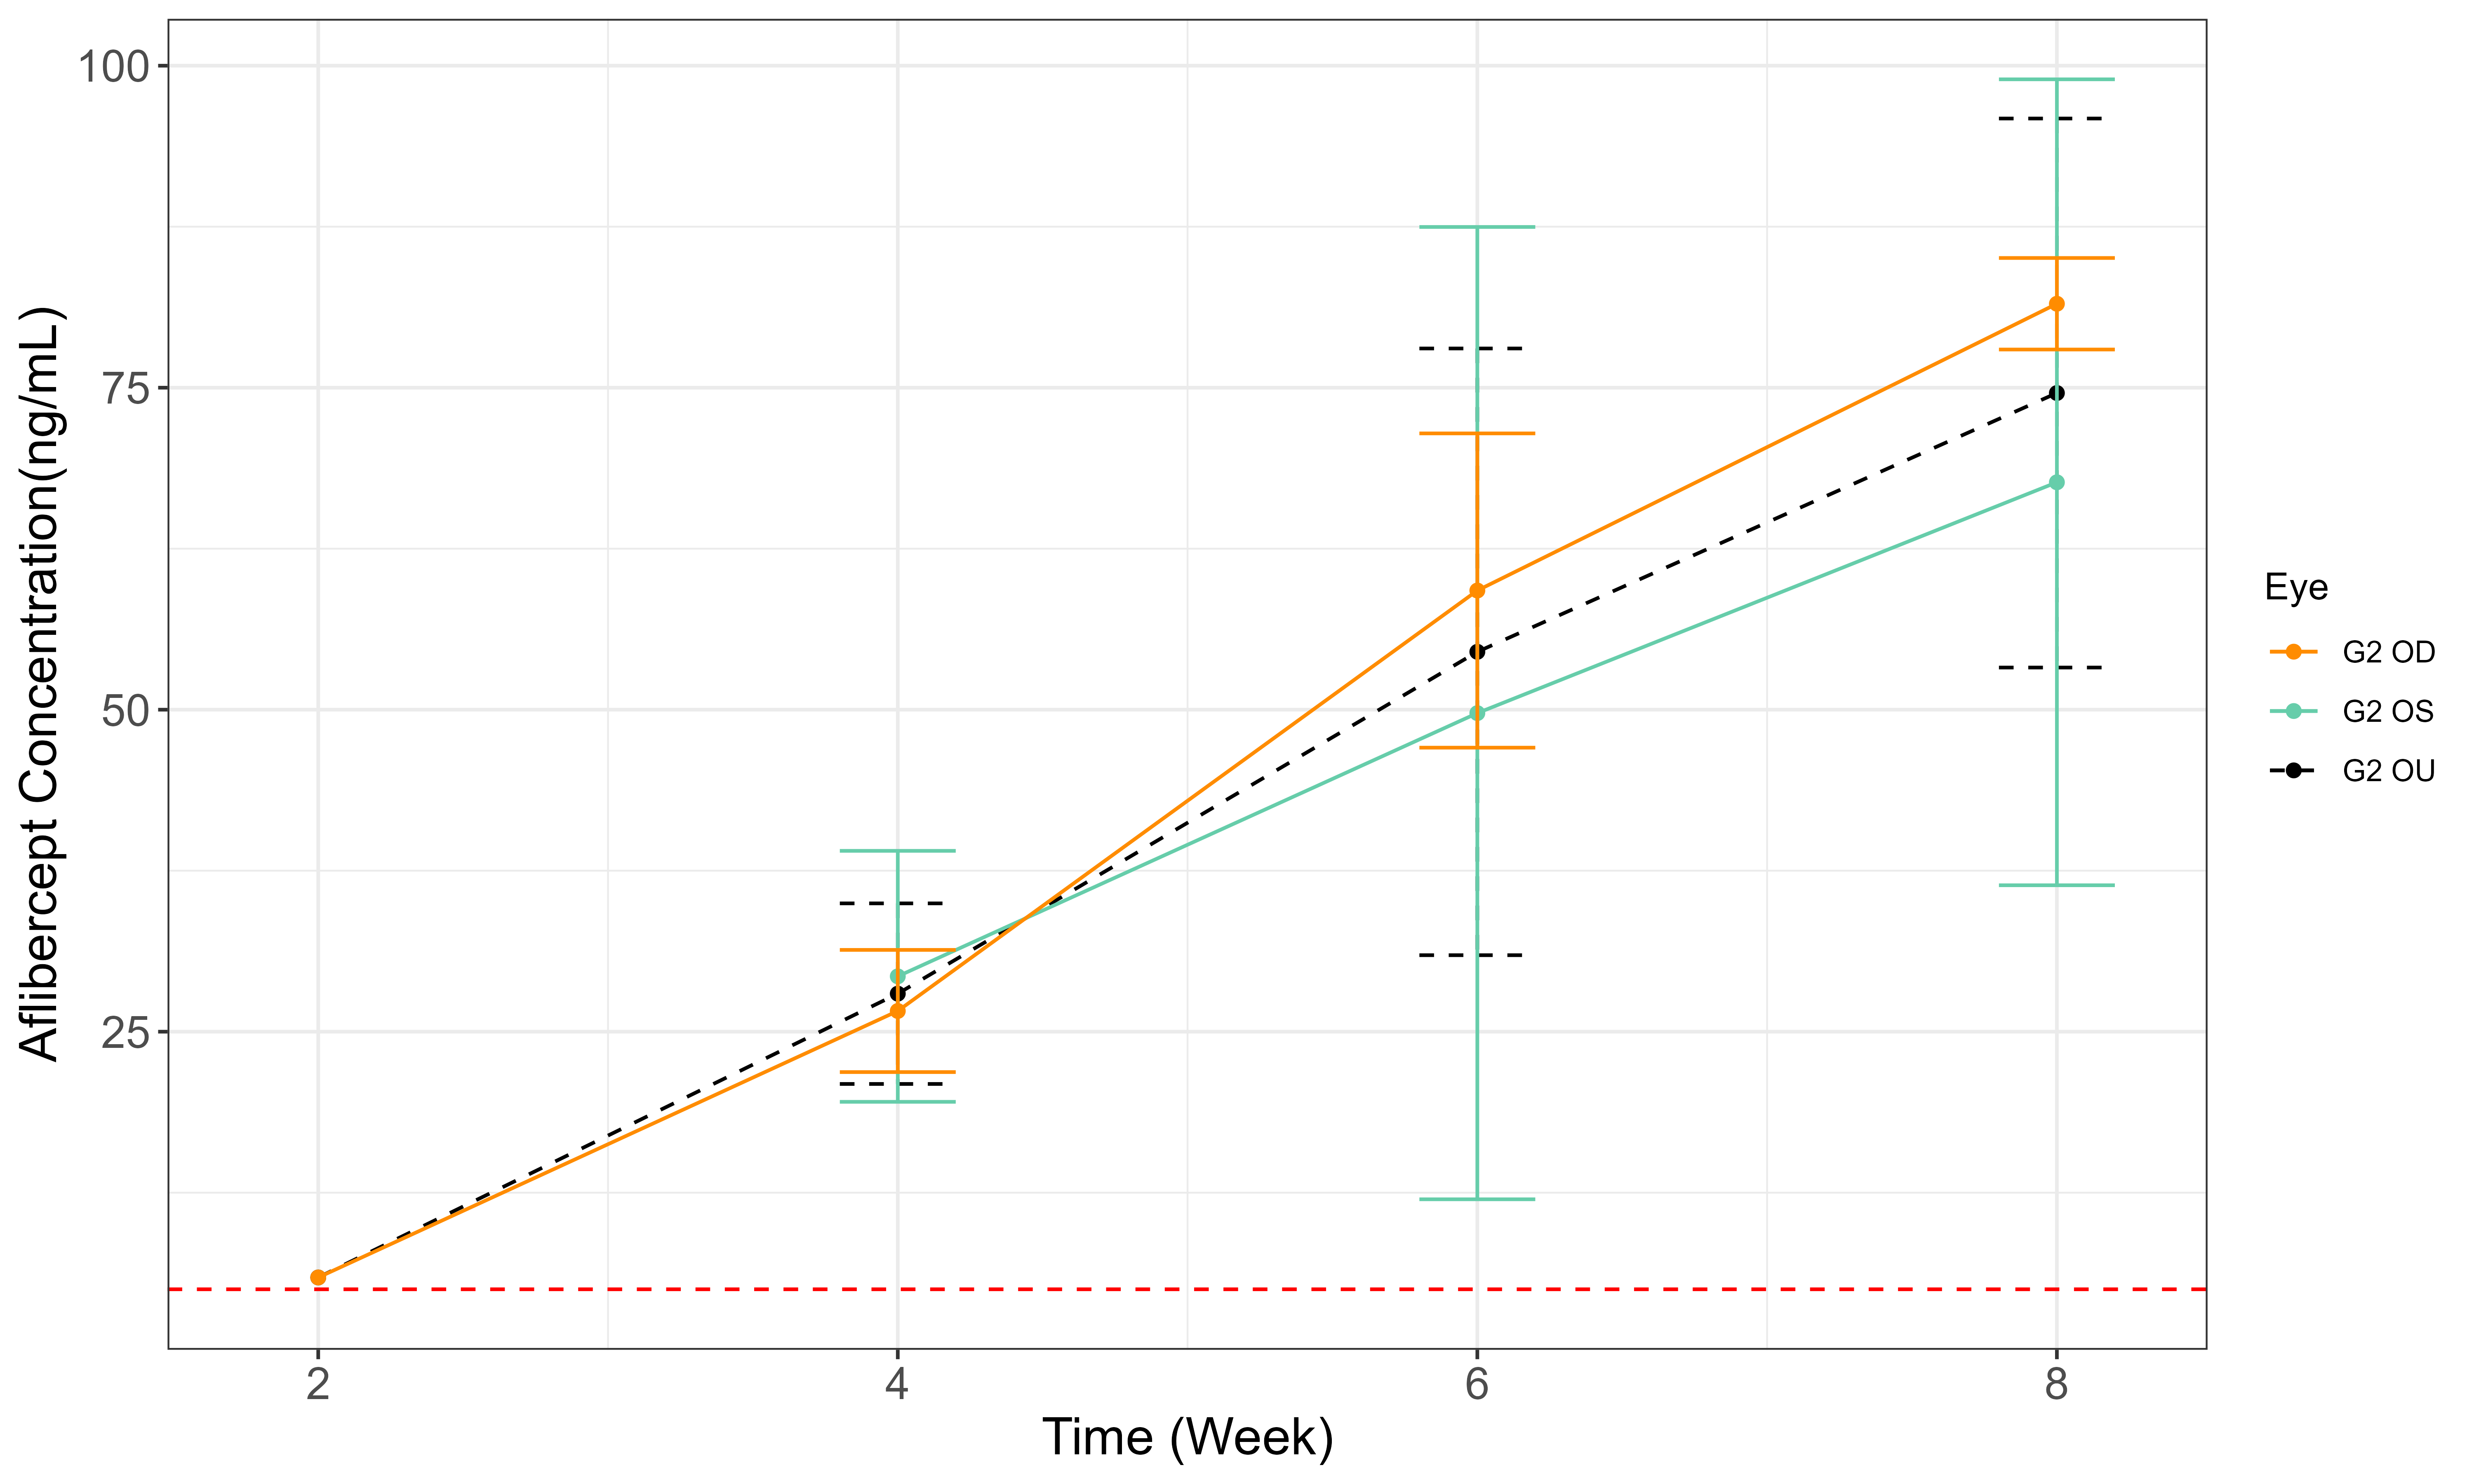 Aflibercept Concentration(ng/mL)
100
75
50
25
2
4
6
8
Time (Week)
Eye
G2 OD
G2 OS
G2 OU